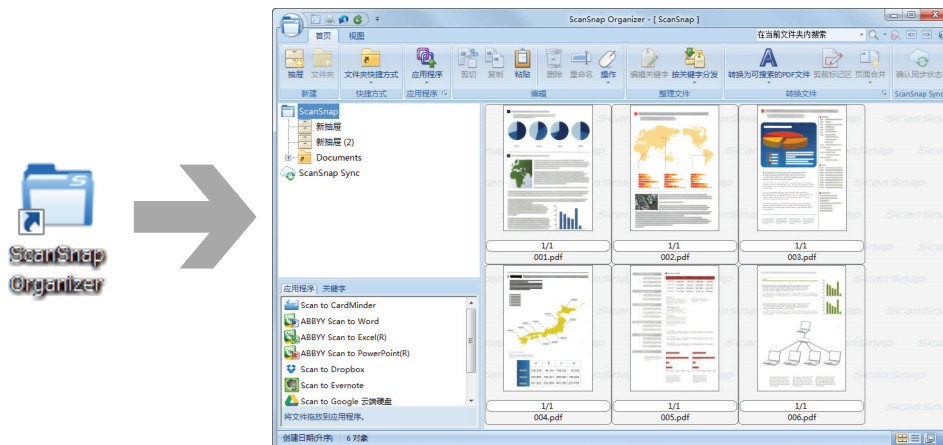 ScanSnap
Organizer
ScanSnap Organizer - [ ScanSnap ]
首页 视图 在当前文件夹内搜索
抽屉 文件夹 文件夹快捷方式 应用程序 剪切 复制 粘贴 删除 重命名 操作 编辑关键字 按关键字分发 转换为可搜索的PDF文件 剪裁标记区 页面合并 确认同步状态
新建 快捷方式 应用程序 编辑 整理文件 转换文件 ScanSnap Sync
ScanSnap
新抽屉
新抽屉 (2)
Documents
ScanSnap Sync
1/1 1/1 1/1
001.pdf 002.pdf 003.pdf
应用程序 关键字
Scan to CardMinder
ABBYY Scan to Word
ABBYY Scan to Excel(R)
ABBYY Scan to PowerPoint(R)
Scan to Dropbox
Scan to Evernote
Scan to Google 云端硬盘
将文件拖放到应用程序。
1/1 1/1 1/1
004.pdf 005.pdf 006.pdf
创建日期(升序) 6 对象